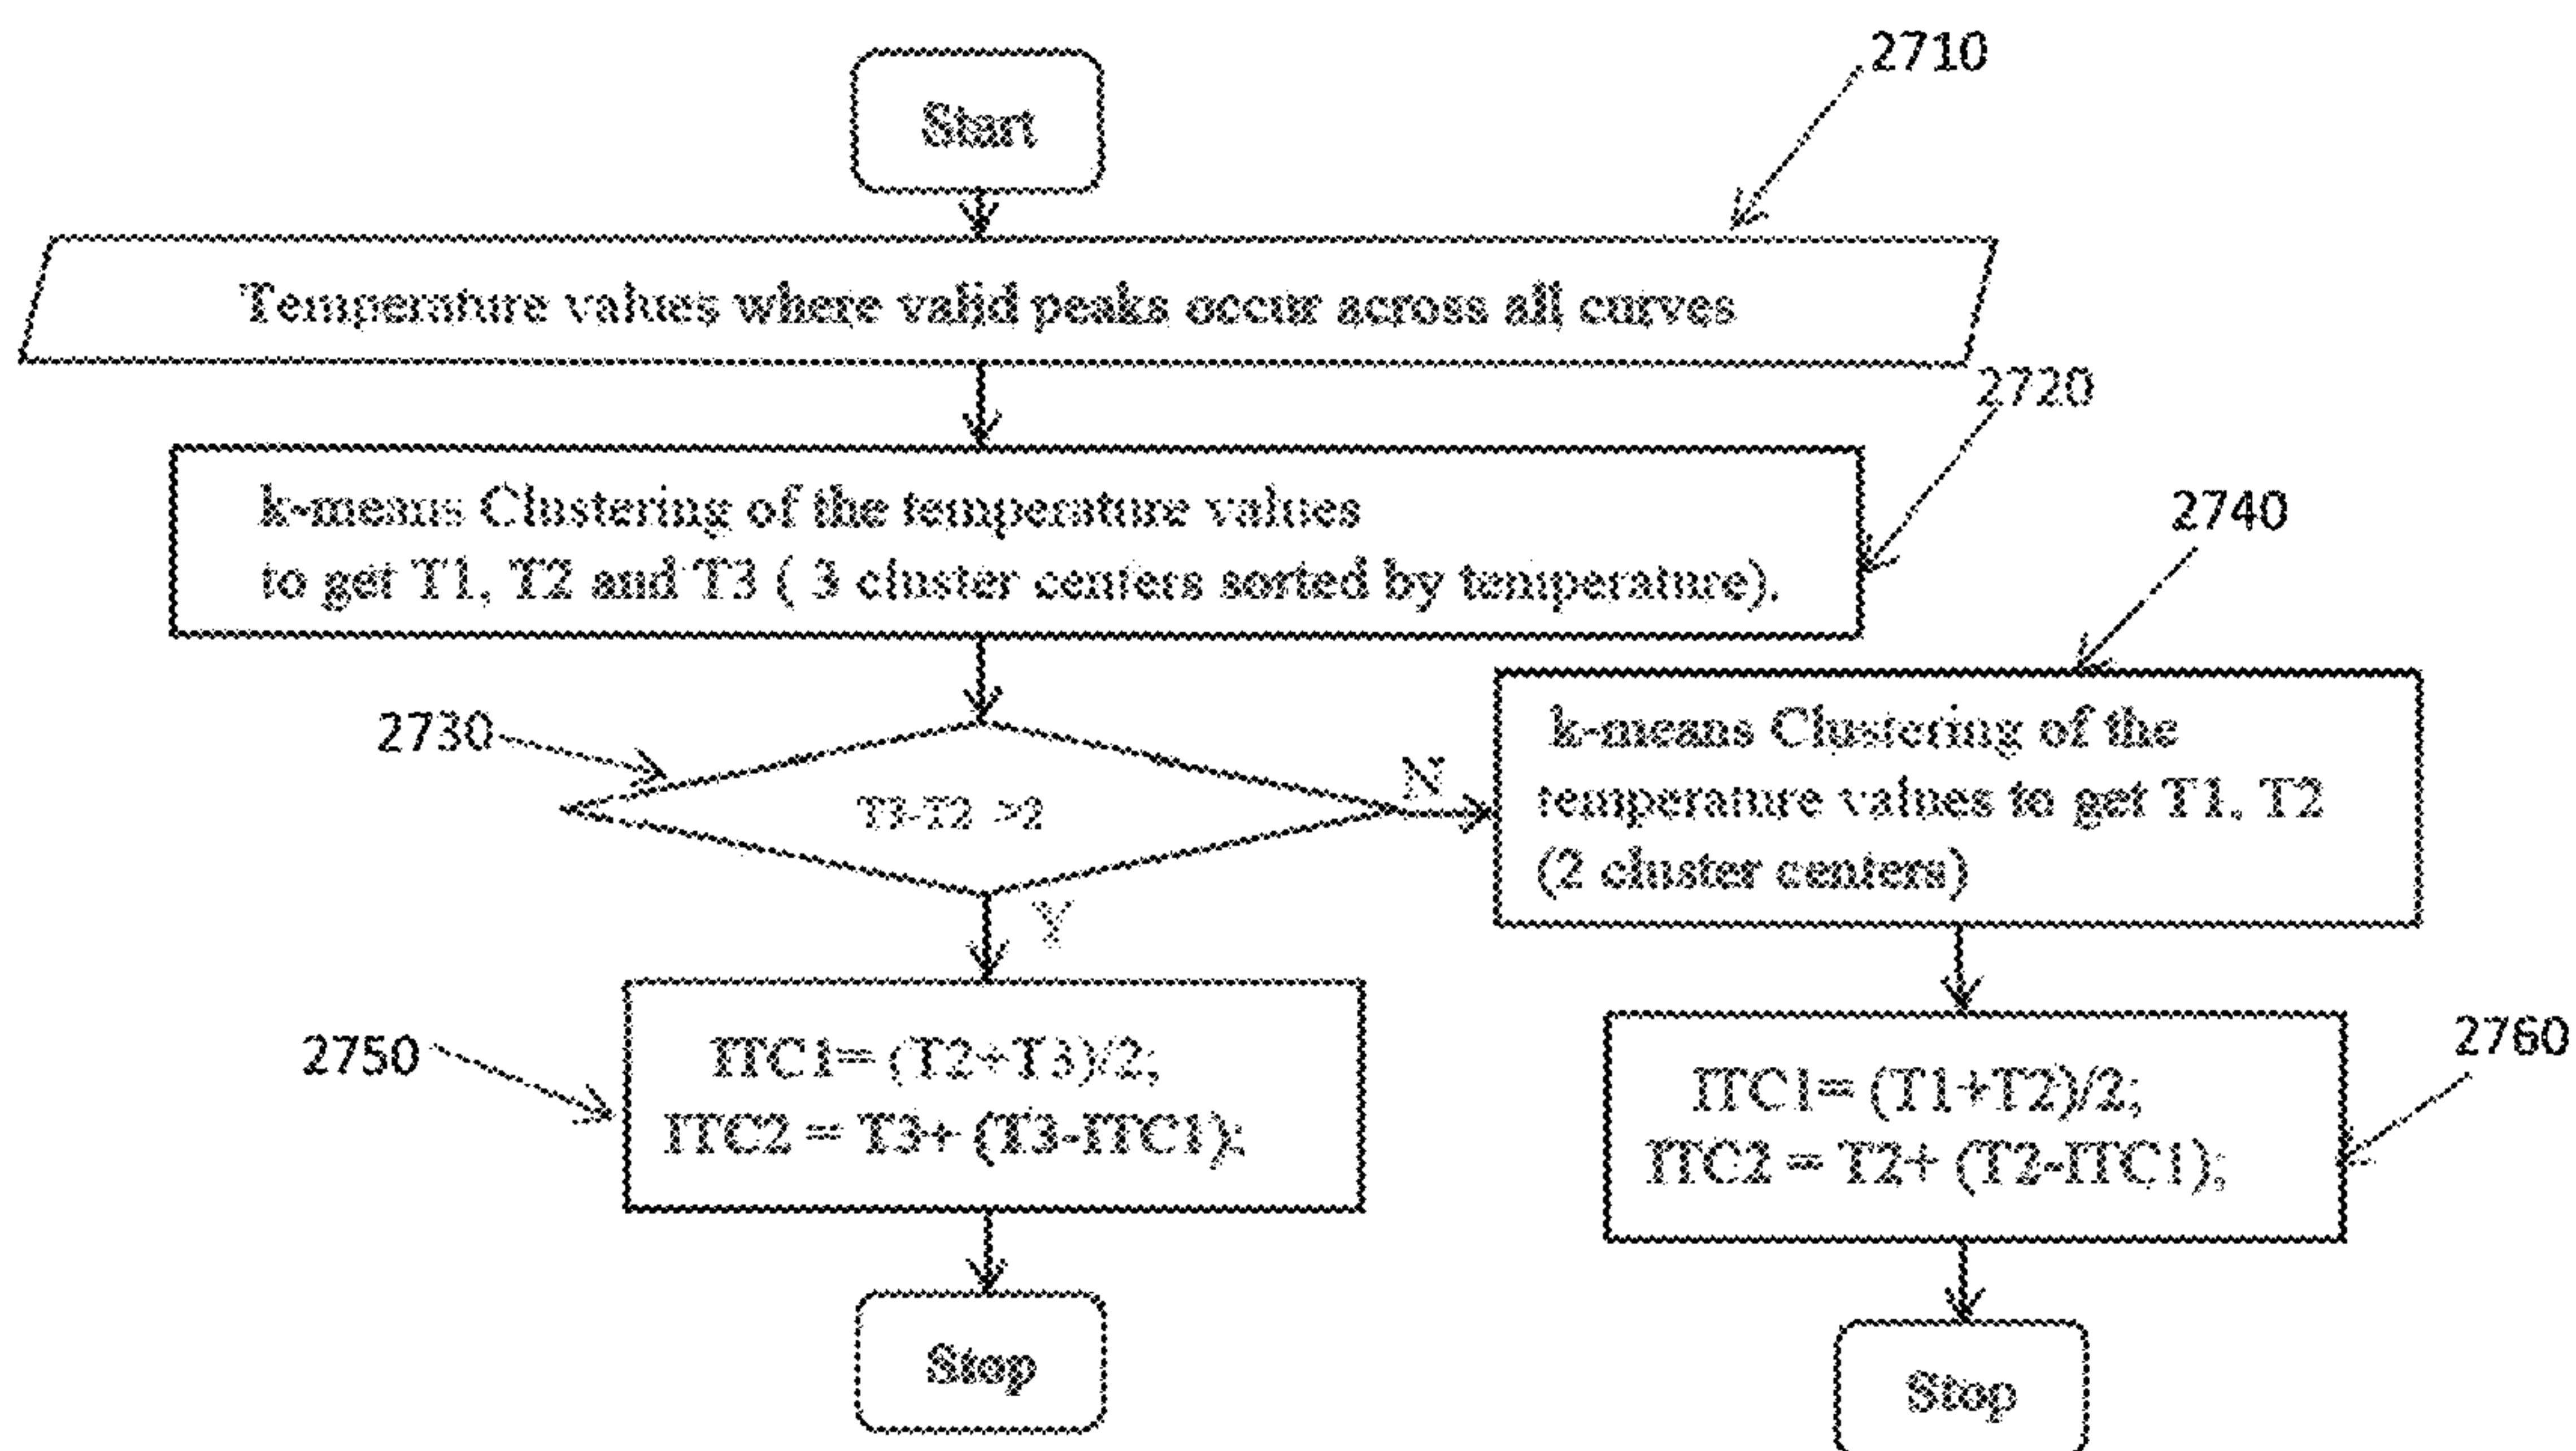 2710
Start
Temperature values where valid peaks occur across all curves
2720
k-means Clustering of the temperature values
to get T1, T2 and T3 ( 3 cluster centers sorted by temperature).
2740
2730
T3-T2 >2
N
k-means Clustering of the
temperature values to get T1, T2
(2 cluster centers)
Y
2750
ITC1= (T2+T3)/2;
ITC2 = T3+ (T3-ITC1);
2760
ITC1= (T1+T2)/2;
ITC2 = T2+ (T2-ITC1);
Stop
Stop